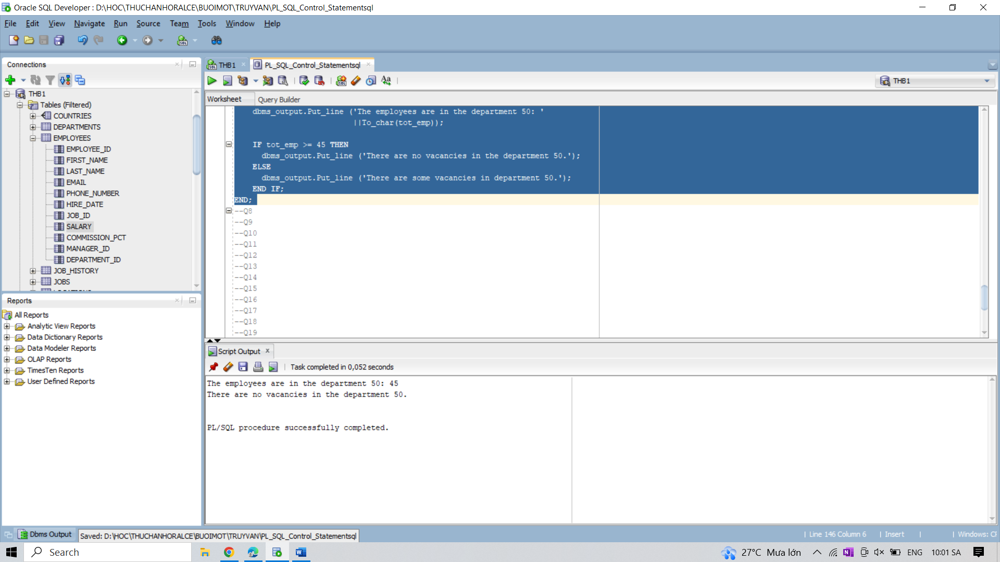 Oracle SQL Developer : D:\HOC\THUCHANHORALCE\BUOIMOT\TRUYVAN\PL_SQL_Control_Statementsql
File Edit View Navigate Run Source Team Tools Window Help
Connections
THB1
Tables (Filtered)
COUNTRIES
DEPARTMENTS
EMPLOYEES
EMPLOYEE_ID
FIRST_NAME
LAST_NAME
EMAIL
PHONE_NUMBER
HIRE_DATE
JOB_ID
SALARY
COMMISSION_PCT
MANAGER_ID
DEPARTMENT_ID
JOB_HISTORY
JOBS
Reports
All Reports
Analytic View Reports
Data Dictionary Reports
Data Modeler Reports
OLAP Reports
TimesTen Reports
User Defined Reports
THB1 PL_SQL_Control_Statementsql
THB1
Worksheet Query Builder
dbms_output.Put_line ('The employees are in the department 50: '
||To_char(tot_emp));
IF tot_emp >= 45 THEN
dbms_output.Put_line ('There are no vacancies in the department 50.');
ELSE
dbms_output.Put_line ('There are some vacancies in department 50.');
END IF;
END;
--Q8
--Q9
--Q10
--Q11
--Q12
--Q13
--Q14
--Q15
--Q16
--Q17
--Q18
--Q19
Script Output
Task completed in 0,052 seconds
The employees are in the department 50: 45
There are no vacancies in the department 50.
PL/SQL procedure successfully completed.
Dbms Output Saved: D:\HOC\THUCHANHORALCE\BUOIMOT\TRUYVAN\PL_SQL_Control_Statementsql
Line 146 Column 6 Insert Windows: CF
Search 27°C Mưa lớn ENG 10:01 SA